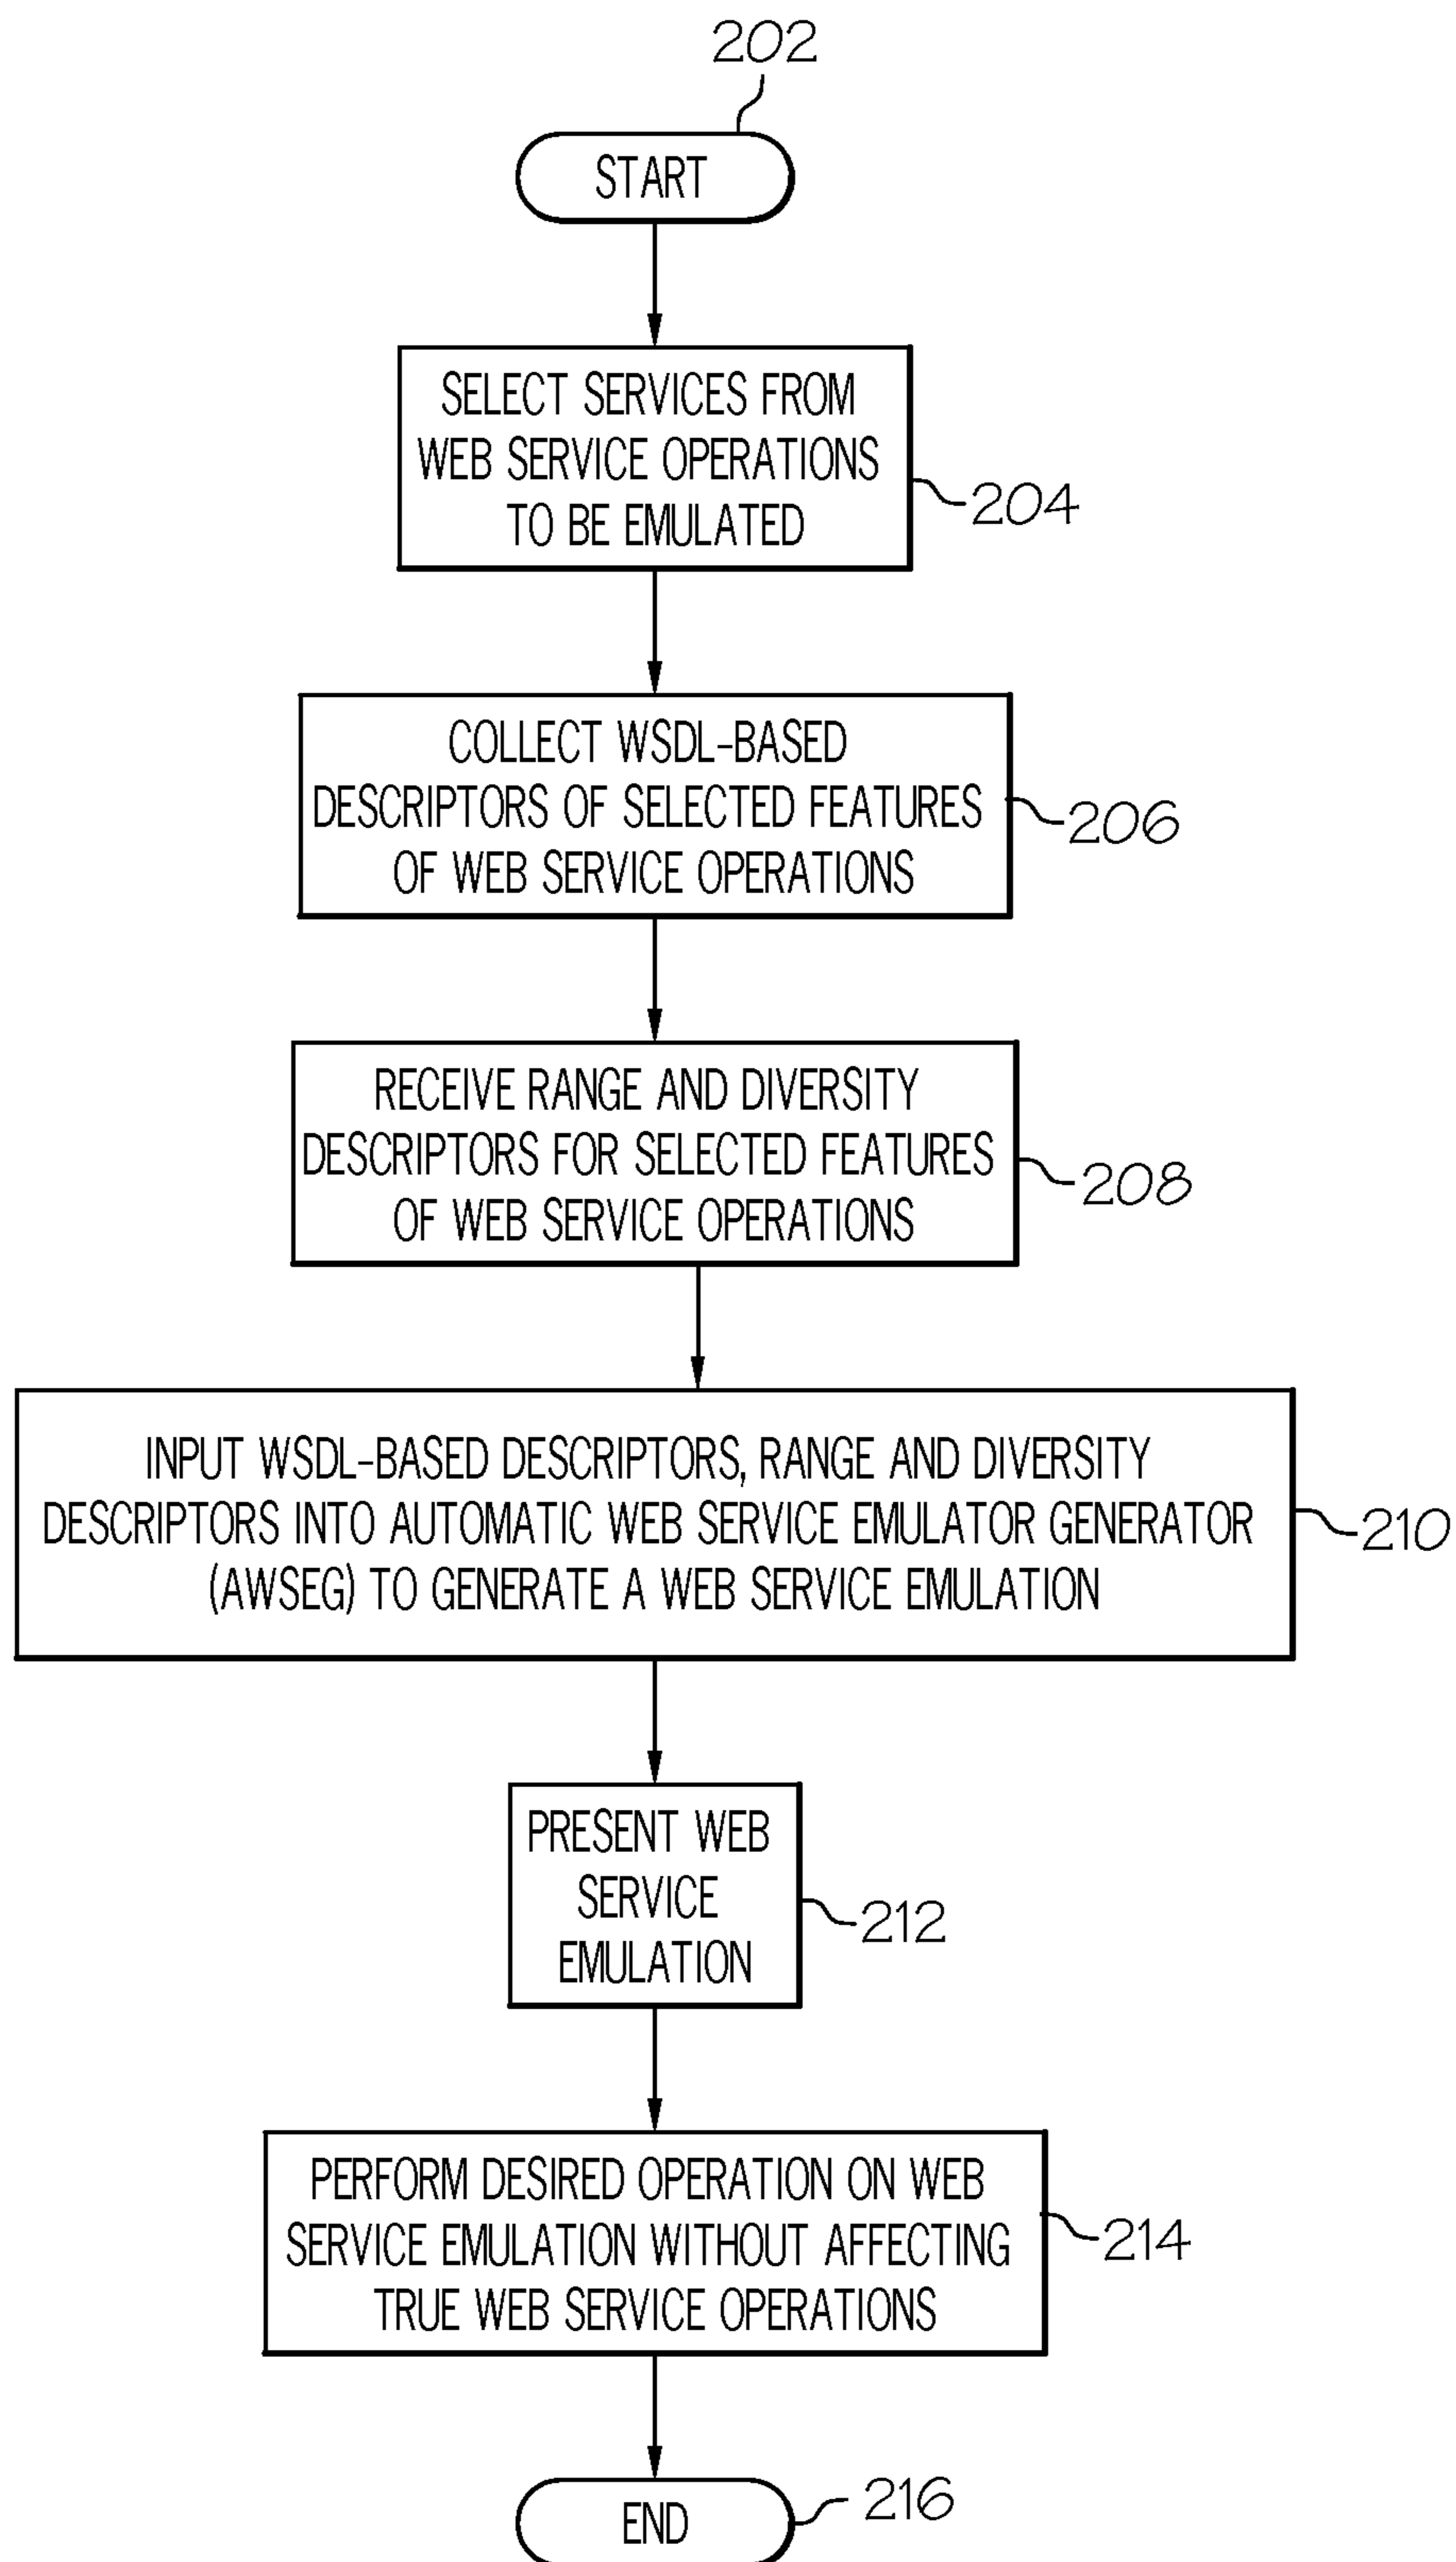 202
START
SELECT SERVICES FROM
WEB SERVICE OPERATIONS
TO BE EMULATED
204
COLLECT WSDL-BASED
DESCRIPTORS OF SELECTED FEATURES
OF WEB SERVICE OPERATIONS
206
RECEIVE RANGE AND DIVERSITY
DESCRIPTORS FOR SELECTED FEATURES
OF WEB SERVICE OPERATIONS
208
INPUT WSDL-BASED DESCRIPTORS, RANGE AND DIVERSITY
DESCRIPTORS INTO AUTOMATIC WEB SERVICE EMULATOR GENERATOR
(AWSEG) TO GENERATE A WEB SERVICE EMULATION
210
PRESENT WEB
SERVICE
EMULATION
212
PERFORM DESIRED OPERATION ON WEB
SERVICE EMULATION WITHOUT AFFECTING
TRUE WEB SERVICE OPERATIONS
214
END
216